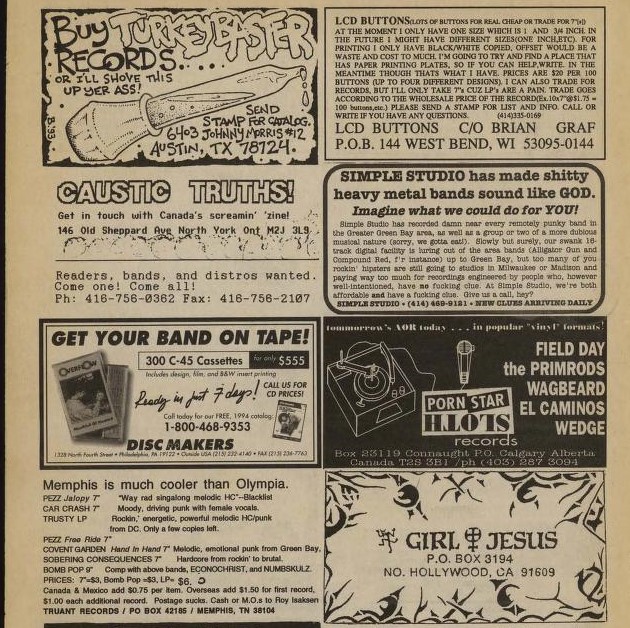 BUY TURKEYBASTER
RECORDS....
OR I'LL SHOVE THIS
UP YER ASS!
SEND
STAMP FOR CATALOG.
6403 JOHNNY MORRIS #12
AUSTIN, TX 78724.
8/93
LCD BUTTONS(LOTS OF BUTTONS FOR REAL CHEAP OR TRADE FOR 7"[s])
AT THE MOMENT I ONLY HAVE ONE SIZE WHICH IS 1 AND 3/4 INCH. IN
THE FUTURE I MIGHT HAVE DIFFERENT SIZES(ONE INCH,ETC). FOR
PRINTING I ONLY HAVE BLACK/WHITE COPIED, OFFSET WOULD BE A
WASTE AND COST TO MUCH. I'M GOING TO TRY AND FIND A PLACE THAT
HAS PAPER PRINTING PLATES, SO IF YOU CAN HELP,WRITE. IN THE
MEANTIME THOUGH THATS WHAT I HAVE. PRICES ARE $20 PER 100
BUTTONS (UP TO FOUR DIFFERENT DESIGNS). I CAN ALSO TRADE FOR
RECORDS, BUT I'LL ONLY TAKE 7"s CUZ LP's ARE A PAIN. TRADE GOES
ACCORDING TO THE WHOLESALE PRICE OF THE RECORD(Ex.10x7"@$1.75 =
100 buttons,etc.) PLEASE SEND A STAMP FOR LIST AND INFO. CALL OR
WRITE IF YOU HAVE ANY QUESTIONS. (414)335-0169
LCD BUTTONS C/O BRIAN GRAF
P.O.B. 144 WEST BEND, WI 53095-0144
CAUSTIC TRUTHS!
Get in touch with Canada's screamin' 'zine!
146 Old Sheppard Ave North York Ont M2J 3L9
Readers, bands, and distros wanted.
Come one! Come all!
Ph: 416-756-0362 Fax: 416-756-2107
SIMPLE STUDIO has made shitty
heavy metal bands sound like GOD.
Imagine what we could do for YOU!
Simple Studio has recorded damn near every remotely punky band in
the Greater Green Bay area, as well as a group or two of a more dubious
musical nature (sorry, we gotta eat). Slowly but surely, our swank 16-
track digital facility is luring out of the area bands (Alligator Gun and
Compound Red, f'r instance) up to Green Bay, but too many of you
rockin' hipsters are still going to studios in Milwaukee or Madison and
paying way too much for recordings engineered by people who, however
well-intentioned, have no fucking clue. At Simple Studio, we're both
affordable and have a fucking clue. Give us a call, hey?
SIMPLE STUDIO • (414) 469-9121 • NEW CLUES ARRIVING DAILY
GET YOUR BAND ON TAPE!
300 C-45 Cassettes for only $555
Includes design, film, and B&W insert printing
OVERFLOW
Ready in just 7 days!
CALL US FOR
CD PRICES!
Call today for our FREE, 1994 catalog:
1-800-468-9353
DISC MAKERS
1328 North Fourth Street • Philadelphia, PA 19122 • Outside USA (215) 232-4140 • FAX (215) 236-7763
tommorrow's AOR today . . . in popular "vinyl" formats!
FIELD DAY
the PRIMRODS
WAGBEARD
EL CAMINOS
WEDGE
PORN STAR
records
Box 23119 Connaught P.O. Calgary Alberta
Canada T2S 3B1 /ph (403) 287 3094
Memphis is much cooler than Olympia.
PEZZ Jalopy 7" "Way rad singalong melodic HC"--Blacklist
CAR CRASH 7" Moody, driving punk with female vocals.
TRUSTY LP Rockin,' energetic, powerful melodic HC/punk
from DC. Only a few copies left.
PEZZ Free Ride 7"
COVENT GARDEN Hand In Hand 7" Melodic, emotional punk from Green Bay,
SOBERING CONSEQUENCES 7" Hardcore from rockin' to brutal.
BOMB POP 9" Comp with above bands, ECONOCHRIST, and NUMBSKULZ.
PRICES: 7"=$3, Bomb Pop =$3, LP= $6.
Canada & Mexico add $0.75 per item. Overseas add $1.50 for first record,
$1.00 each additional record. Postage sucks. Cash or M.O.s to Roy Isaksen
TRUANT RECORDS / PO BOX 42185 / MEMPHIS, TN 38104
GIRL JESUS
P.O. BOX 3194
NO. HOLLYWOOD, CA 91609